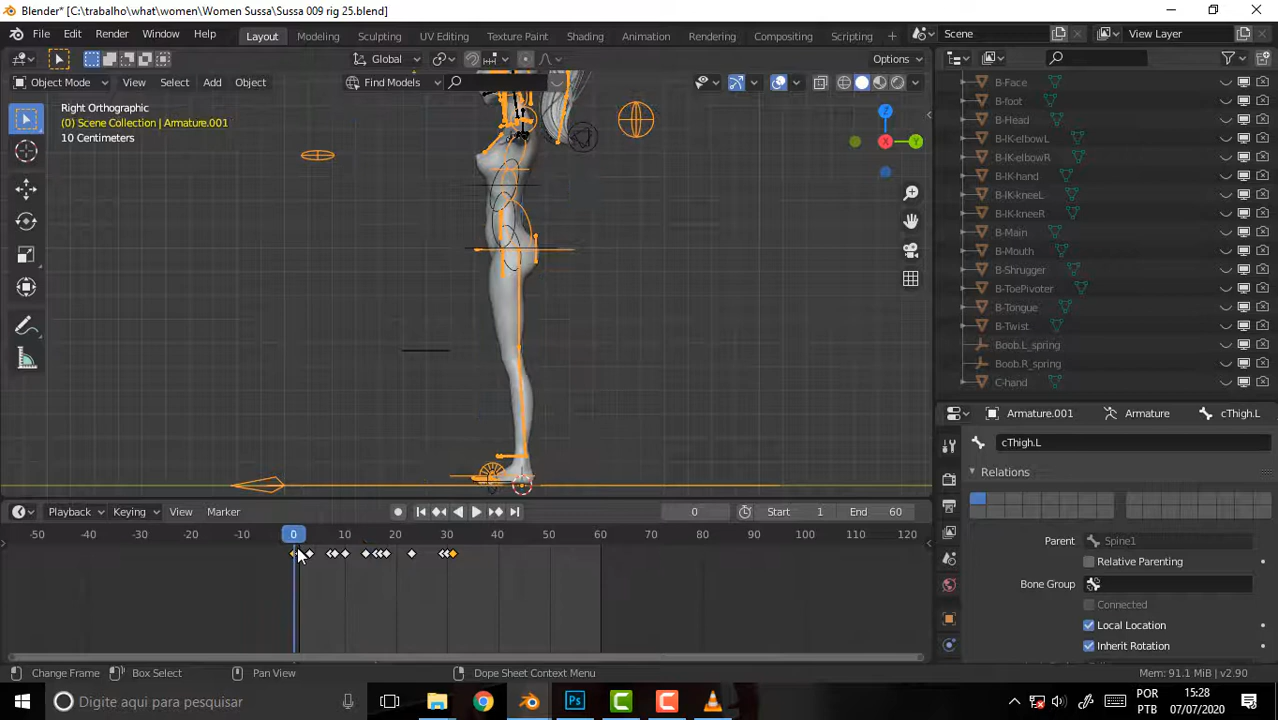 Blender* [C:\trabalho\what\women\Women Sussa\Sussa 009 rig 25.blend]
File Edit Render Window Help Layout Modeling Sculpting UV Editing Texture Paint Shading Animation Rendering Compositing Scripting Scene View Layer
Global Options
Object Mode View Select Add Object Find Models
Right Orthographic
(0) Scene Collection | Armature.001
10 Centimeters
B-Face
B-foot
B-Head
B-IK-elbowL
B-IK-elbowR
B-IK-hand
B-IK-kneeL
B-IK-kneeR
B-Main
B-Mouth
B-Shrugger
B-ToePivoter
B-Tongue
B-Twist
Boob.L_spring
Boob.R_spring
C-hand
Armature.001 Armature cThigh.L
cThigh.L
Relations
Parent Spine1
Relative Parenting
Bone Group
Connected
Local Location
Inherit Rotation
Playback Keying View Marker 0 Start 1 End 60
-50 -40 -30 -20 -10 0 10 20 30 40 50 60 70 80 90 100 110 120
Change Frame Box Select Pan View Dope Sheet Context Menu Mem: 91.1 MiB | v2.90
Digite aqui para pesquisar
POR
PTB
15:28
07/07/2020